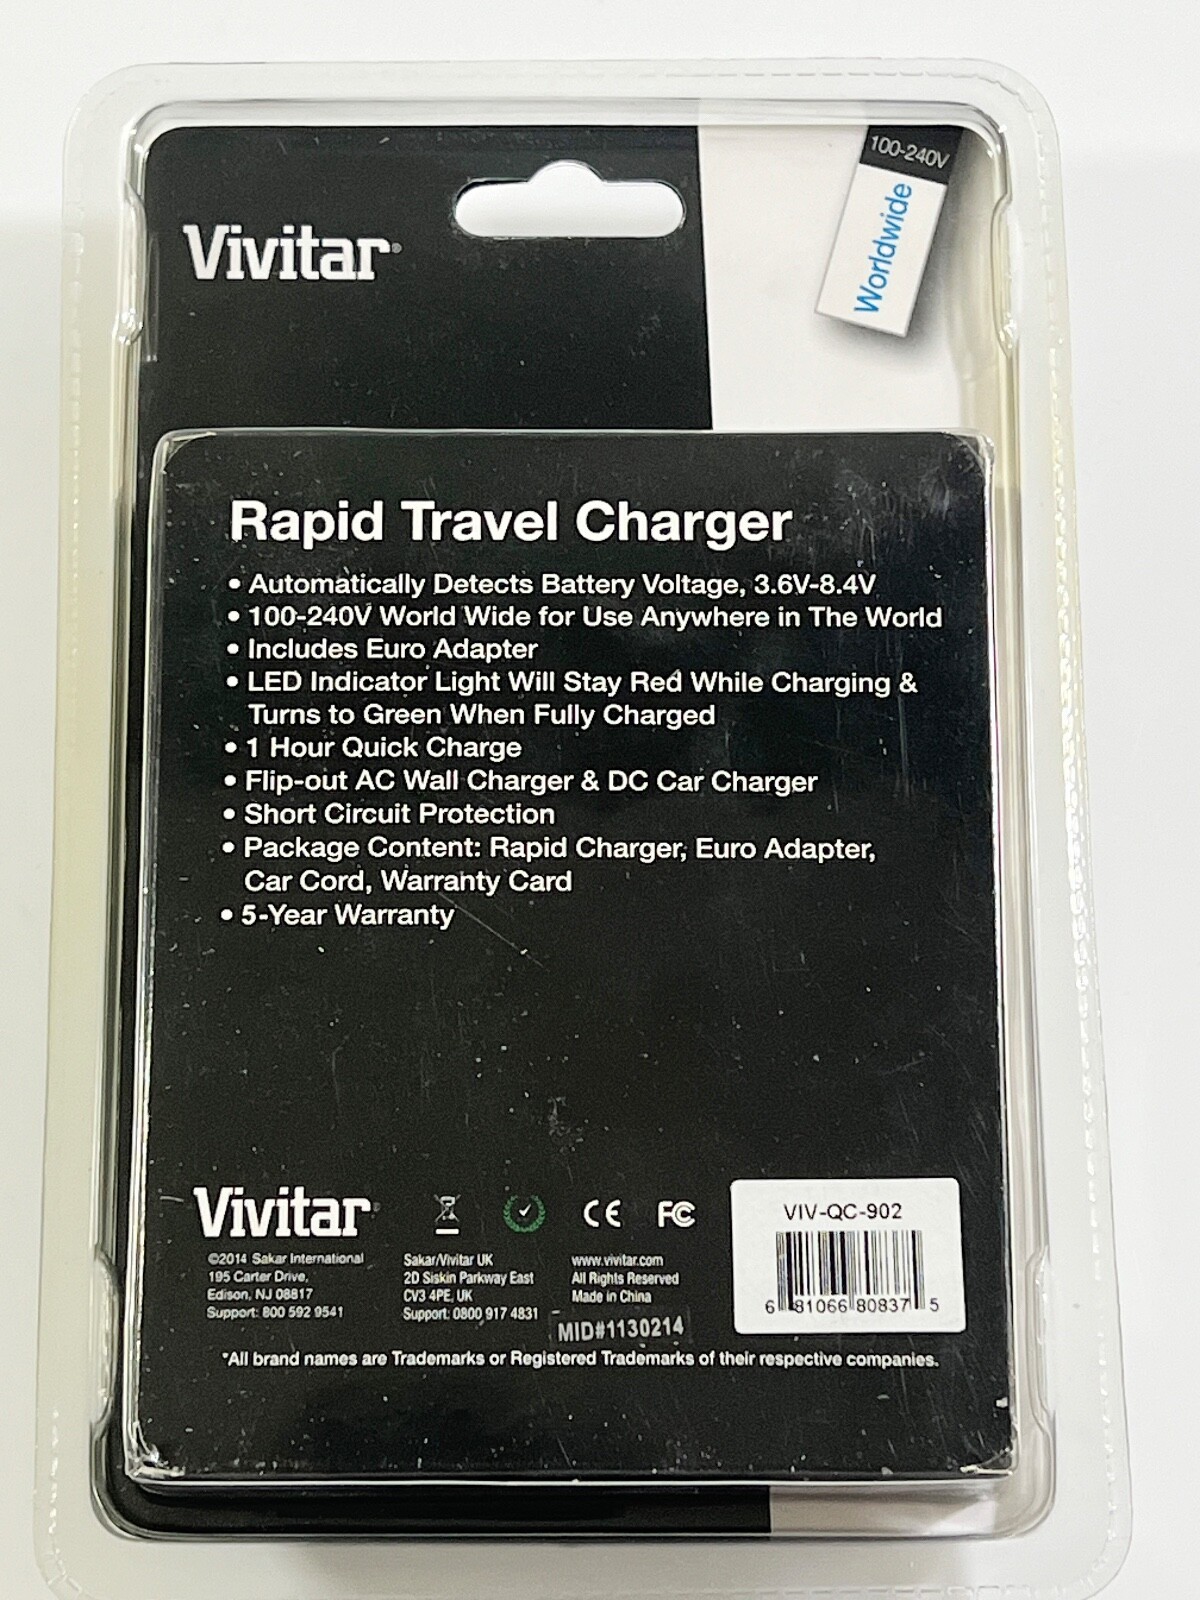 Vivitar®
100-240V
Worldwide
Rapid Travel Charger
• Automatically Detects Battery Voltage, 3.6V-8.4V
• 100-240V World Wide for Use Anywhere in The World
• Includes Euro Adapter
• LED Indicator Light Will Stay Red While Charging &
Turns to Green When Fully Charged
• 1 Hour Quick Charge
• Flip-out AC Wall Charger & DC Car Charger
• Short Circuit Protection
• Package Content: Rapid Charger, Euro Adapter,
Car Cord, Warranty Card
• 5-Year Warranty
Vivitar®
CE FC
©2014 Sakar International
195 Carter Drive,
Edison, NJ 08817
Support: 800 592 9541
Sakar/Vivitar UK
2D Siskin Parkway East
CV3 4PE, UK
Support: 0800 917 4831
www.vivitar.com
All Rights Reserved
Made in China
MID#1130214
VIV-QC-902
6 81066 80837 5
*All brand names are Trademarks or Registered Trademarks of their respective companies.